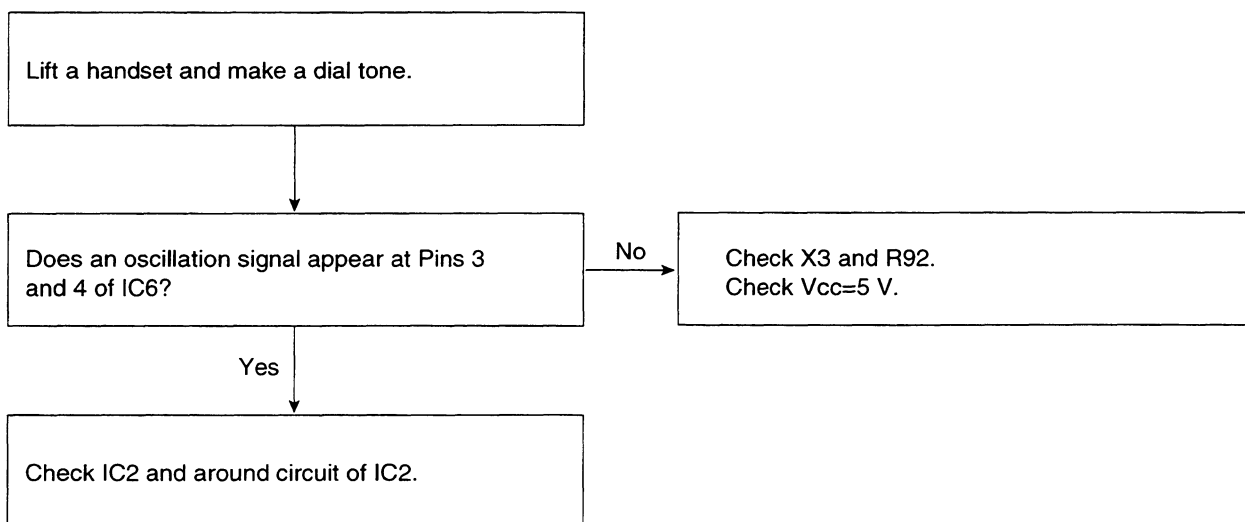 Lift a handset and make a dial tone.
Does an oscillation signal appear at Pins 3
and 4 of IC6?
No
Check X3 and R92.
Check Vcc=5 V.
Yes
Check IC2 and around circuit of IC2.